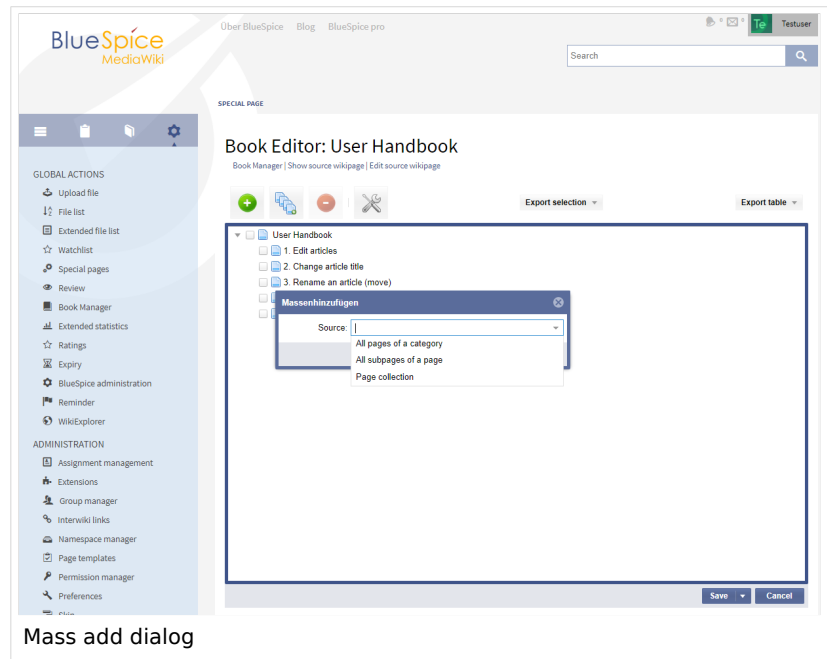 BlueSpice
MediaWiki
Über BlueSpice Blog BlueSpice pro
0 0 Te Testuser
Search
SPECIAL PAGE
Book Editor: User Handbook
Book Manager | Show source wikipage | Edit source wikipage
Export selection
Export table
GLOBAL ACTIONS
Upload file
File list
Extended file list
Watchlist
Special pages
Review
Book Manager
Extended statistics
Ratings
Expiry
BlueSpice administration
Reminder
WikiExplorer
ADMINISTRATION
Assignment management
Extensions
Group manager
Interwiki links
Namespace manager
Page templates
Permission manager
Preferences
User Handbook
1. Edit articles
2. Change article title
3. Rename an article (move)
Massenhinzufügen
Source:
All pages of a category
All subpages of a page
Page collection
Save
Cancel
Mass add dialog